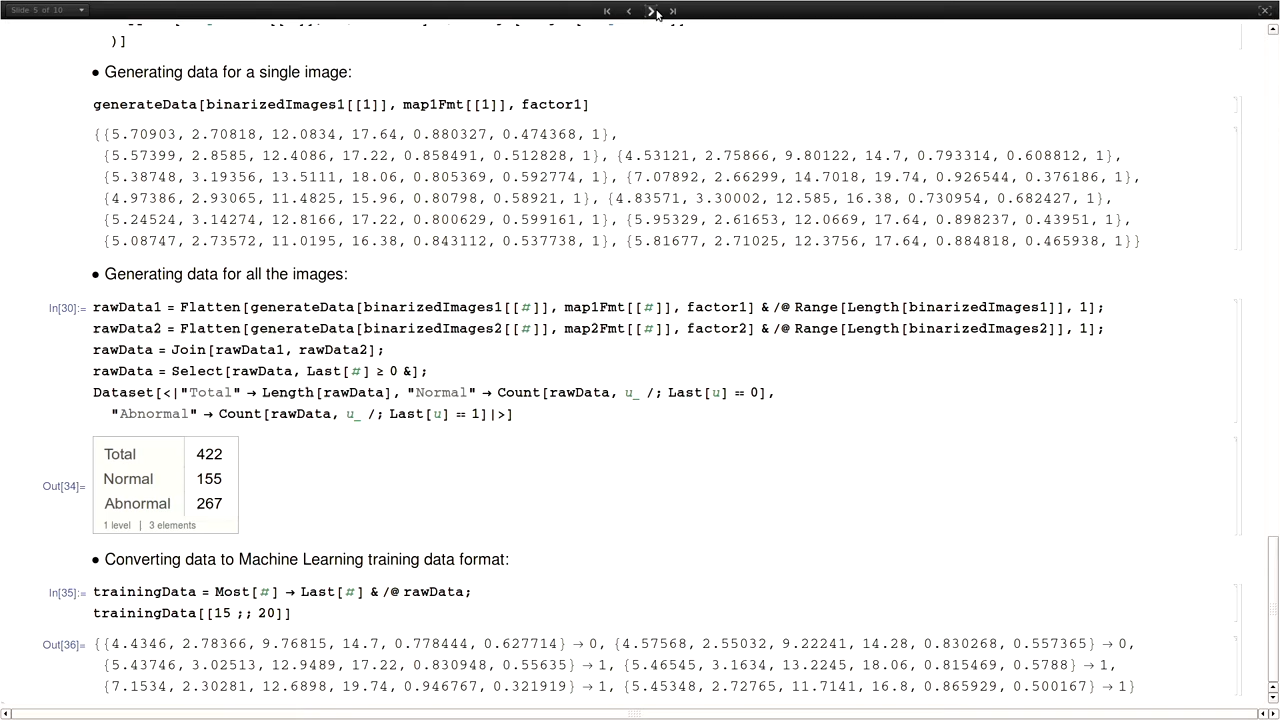 Slide 5 of 10
)]
• Generating data for a single image:
generateData[binarizedImages1[[1]], map1Fmt[[1]], factor1]
{{5.70903, 2.70818, 12.0834, 17.64, 0.880327, 0.474368, 1},
{5.57399, 2.8585, 12.4086, 17.22, 0.858491, 0.512828, 1}, {4.53121, 2.75866, 9.80122, 14.7, 0.793314, 0.608812, 1},
{5.38748, 3.19356, 13.5111, 18.06, 0.805369, 0.592774, 1}, {7.07892, 2.66299, 14.7018, 19.74, 0.926544, 0.376186, 1},
{4.97386, 2.93065, 11.4825, 15.96, 0.80798, 0.58921, 1}, {4.83571, 3.30002, 12.585, 16.38, 0.730954, 0.682427, 1},
{5.24524, 3.14274, 12.8166, 17.22, 0.800629, 0.599161, 1}, {5.95329, 2.61653, 12.0669, 17.64, 0.898237, 0.43951, 1},
{5.08747, 2.73572, 11.0195, 16.38, 0.843112, 0.537738, 1}, {5.81677, 2.71025, 12.3756, 17.64, 0.884818, 0.465938, 1}}
• Generating data for all the images:
In[30]:= rawData1 = Flatten[generateData[binarizedImages1[[#]], map1Fmt[[#]], factor1] & /@ Range[Length[binarizedImages1]], 1];
rawData2 = Flatten[generateData[binarizedImages2[[#]], map2Fmt[[#]], factor2] & /@ Range[Length[binarizedImages2]], 1];
rawData = Join[rawData1, rawData2];
rawData = Select[rawData, Last[#] ≥ 0 &];
Dataset[<|"Total" → Length[rawData], "Normal" → Count[rawData, u_ /; Last[u] == 0],
"Abnormal" → Count[rawData, u_ /; Last[u] == 1]|>]
Total 422
Normal 155
Out[34]=
Abnormal 267
1 level | 3 elements
• Converting data to Machine Learning training data format:
In[35]:= trainingData = Most[#] → Last[#] & /@ rawData;
trainingData[[15 ;; 20]]
Out[36]= {{4.4346, 2.78366, 9.76815, 14.7, 0.778444, 0.627714} → 0, {4.57568, 2.55032, 9.22241, 14.28, 0.830268, 0.557365} → 0,
{5.43746, 3.02513, 12.9489, 17.22, 0.830948, 0.55635} → 1, {5.46545, 3.1634, 13.2245, 18.06, 0.815469, 0.5788} → 1,
{7.1534, 2.30281, 12.6898, 19.74, 0.946767, 0.321919} → 1, {5.45348, 2.72765, 11.7141, 16.8, 0.865929, 0.500167} → 1}